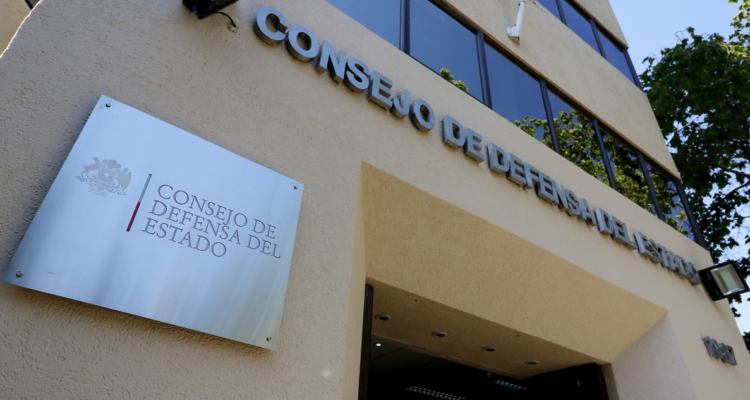 CONSEJO DE DEFENSA DEL ESTADO
CONSEJO DE
DEFENSA DEL
ESTADO